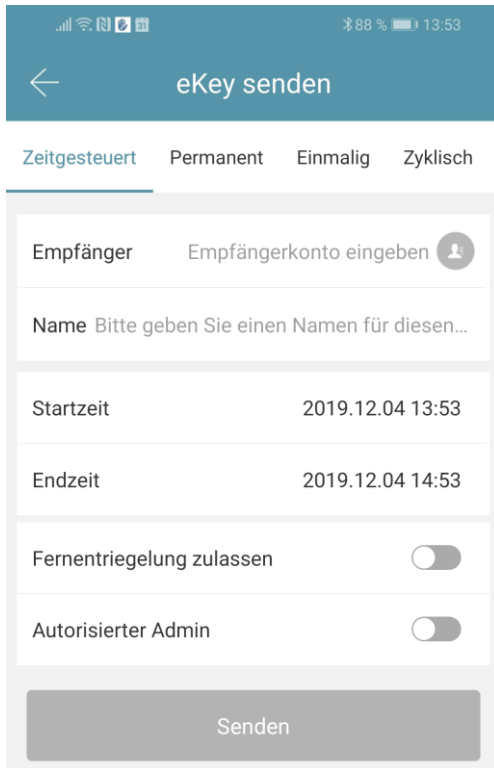 31 88 % 13:53
eKey senden
Zeitgesteuert Permanent Einmalig Zyklisch
Empfänger Empfängerkonto eingeben
Name Bitte geben Sie einen Namen für diesen...
Startzeit 2019.12.04 13:53
Endzeit 2019.12.04 14:53
Fernentriegelung zulassen
Autorisierter Admin
Senden